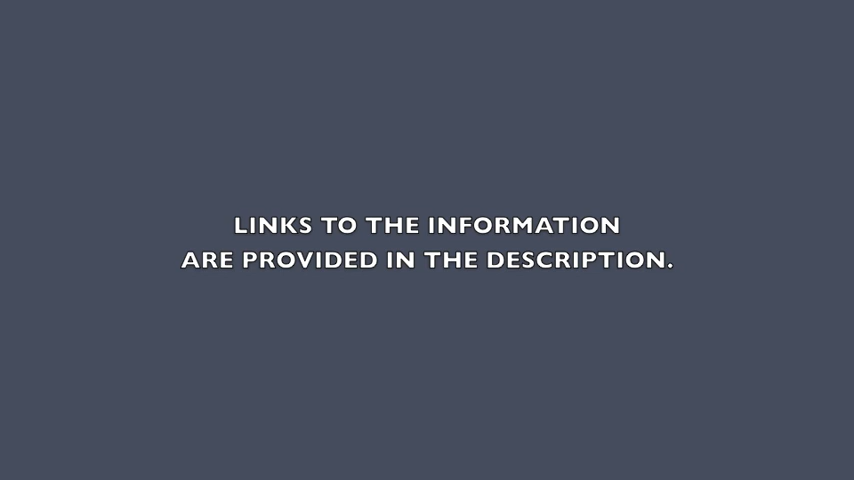 LINKS TO THE INFORMATION
ARE PROVIDED IN THE DESCRIPTION.